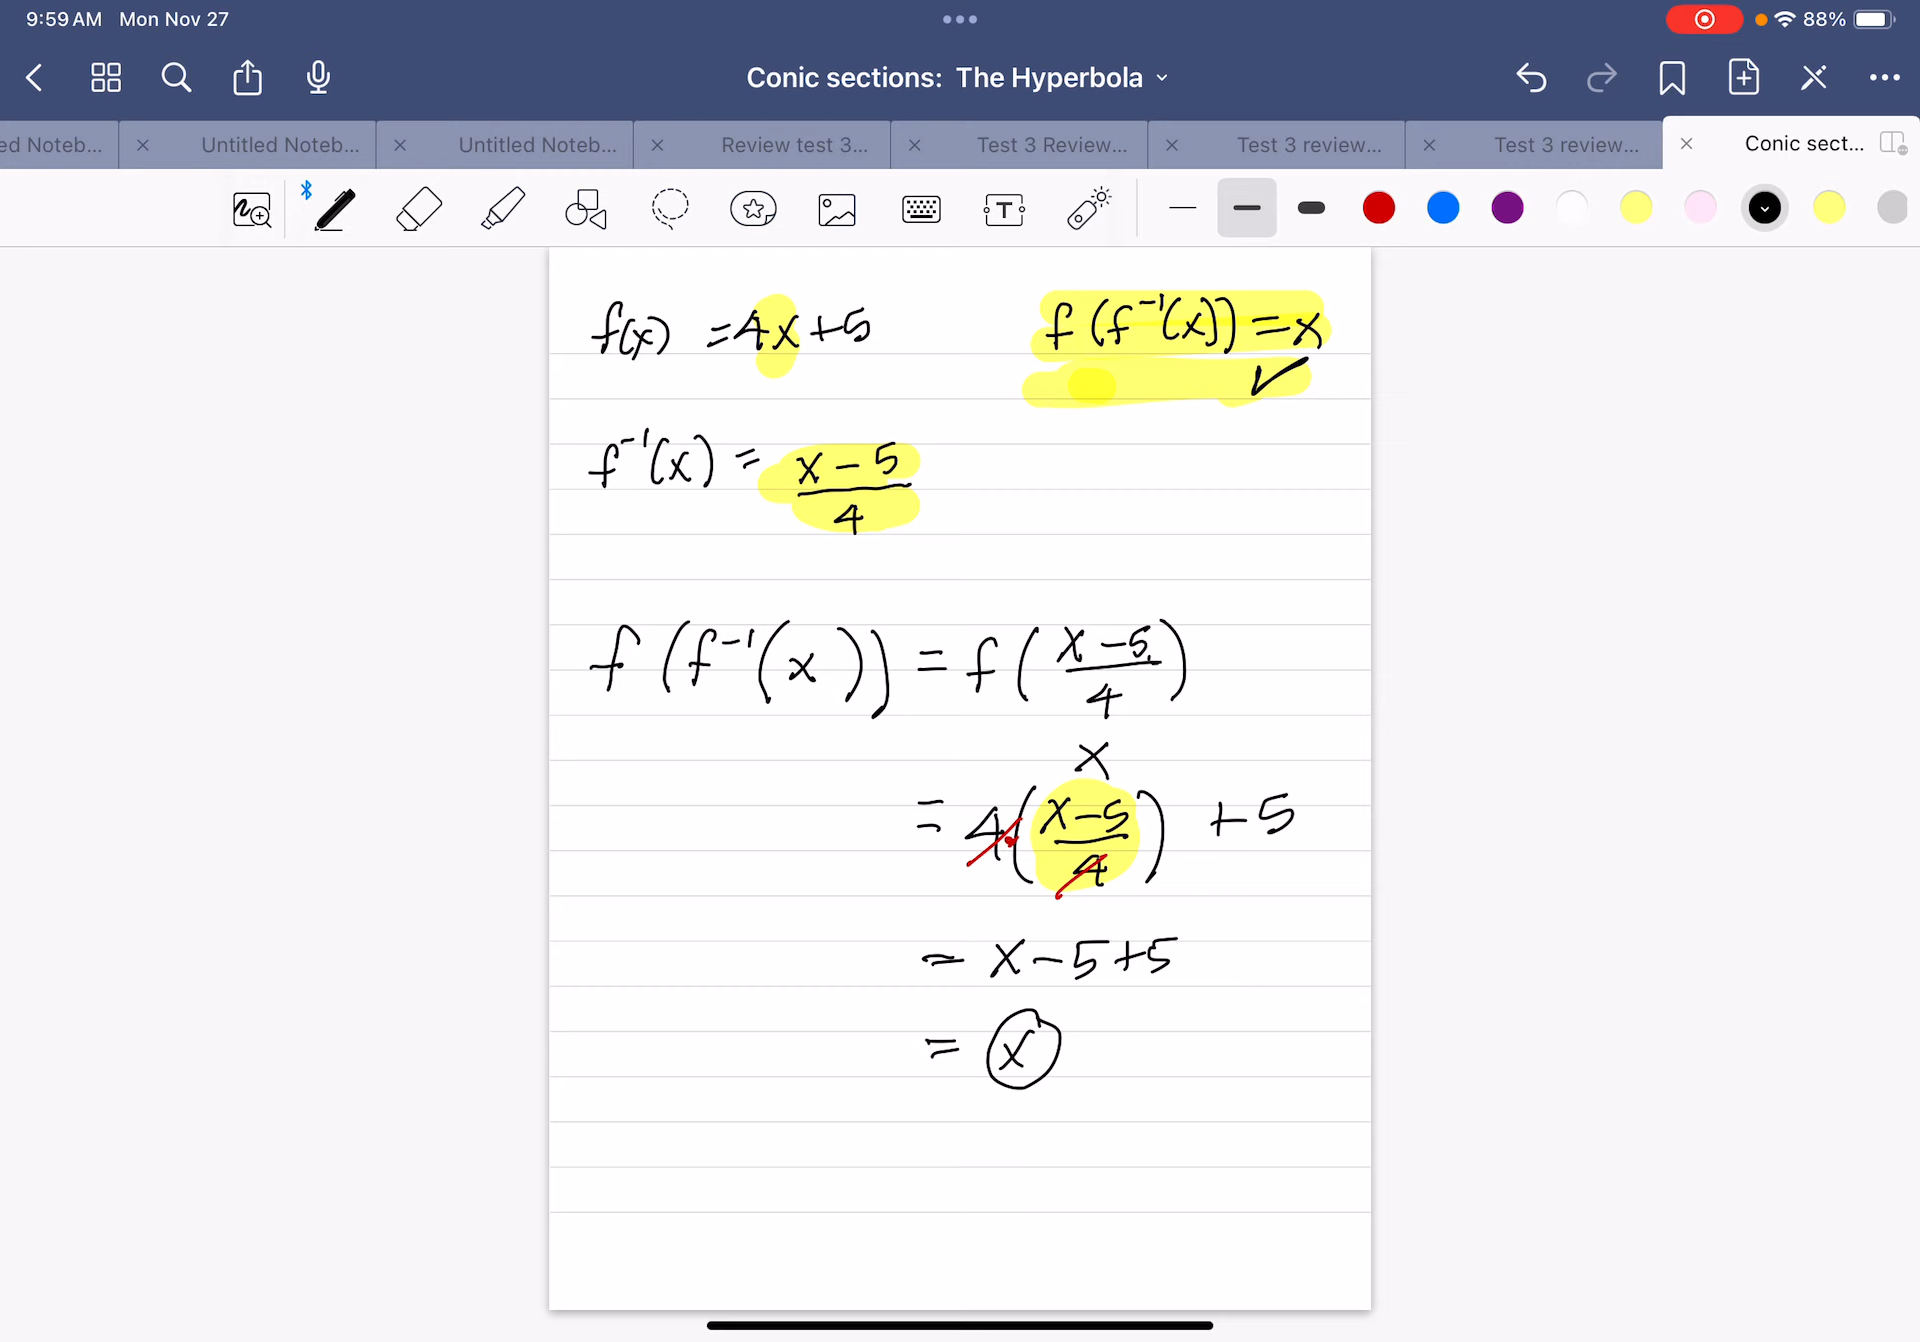 9:59 AM Mon Nov 27
88%
Conic sections: The Hyperbola
ed Noteb...
Untitled Noteb...
Untitled Noteb...
Review test 3...
Test 3 Review...
Test 3 review...
Test 3 review...
Conic sect...
T
f(x) = 4x+5
f(f⁻¹(x)) = x ✓
f⁻¹(x) = (x-5)/4
f(f⁻¹(x)) = f((x-5)/4)
x
= 4·((x-5)/4) + 5
= x-5+5
= x